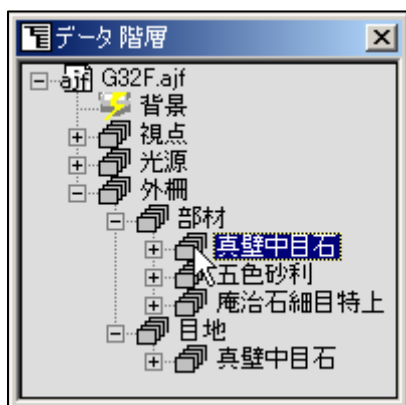 データ階層
G32F.ajf
背景
視点
光源
外柵
部材
真壁中目石
五色砂利
庵治石細目特上
目地
真壁中目石